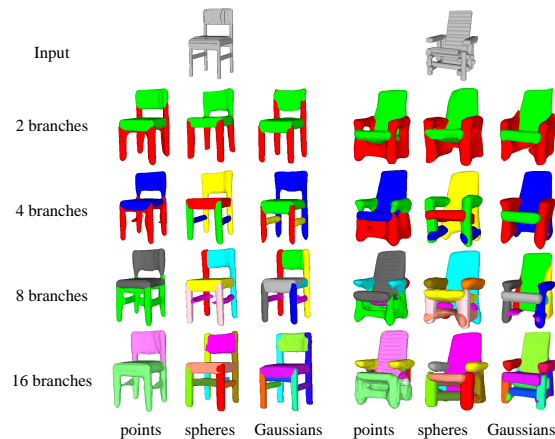 Input
2 branches
4 branches
8 branches
16 branches
points spheres Gaussians points spheres Gaussians